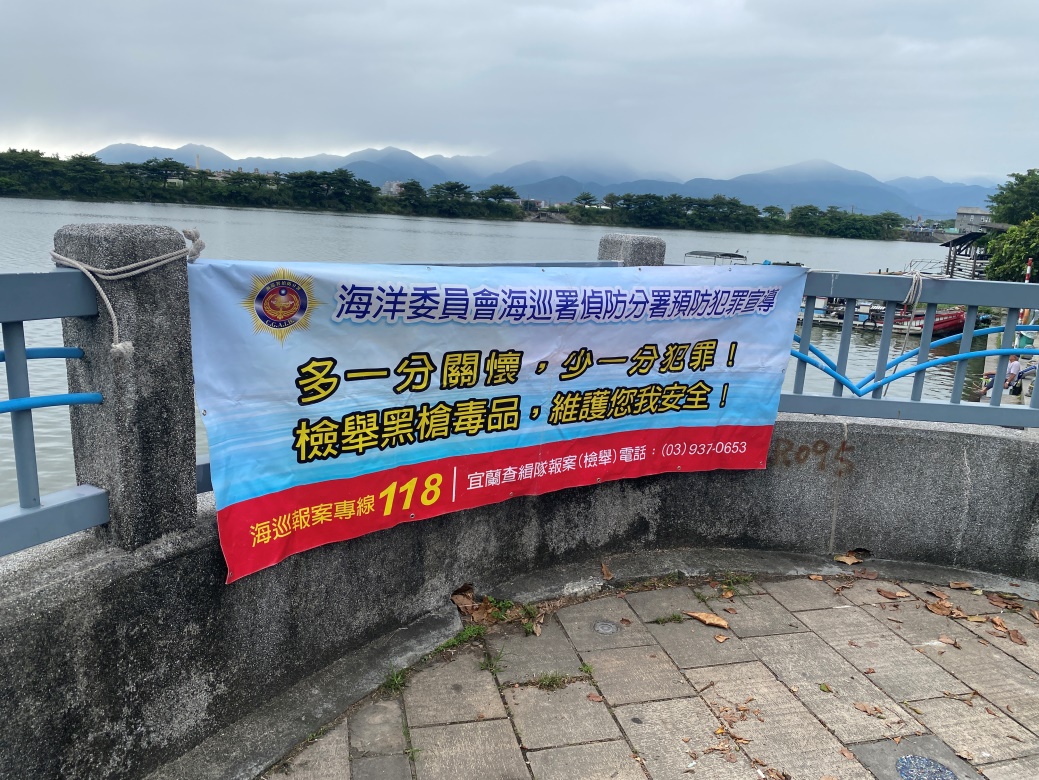 海洋委員會海巡署偵防分署預防犯罪宣導
多一分關懷，少一分犯罪！
檢舉黑槍毒品，維護您我安全！
海巡報案專線118｜宜蘭查緝隊報案(檢舉)電話：(03)937-0653
R095